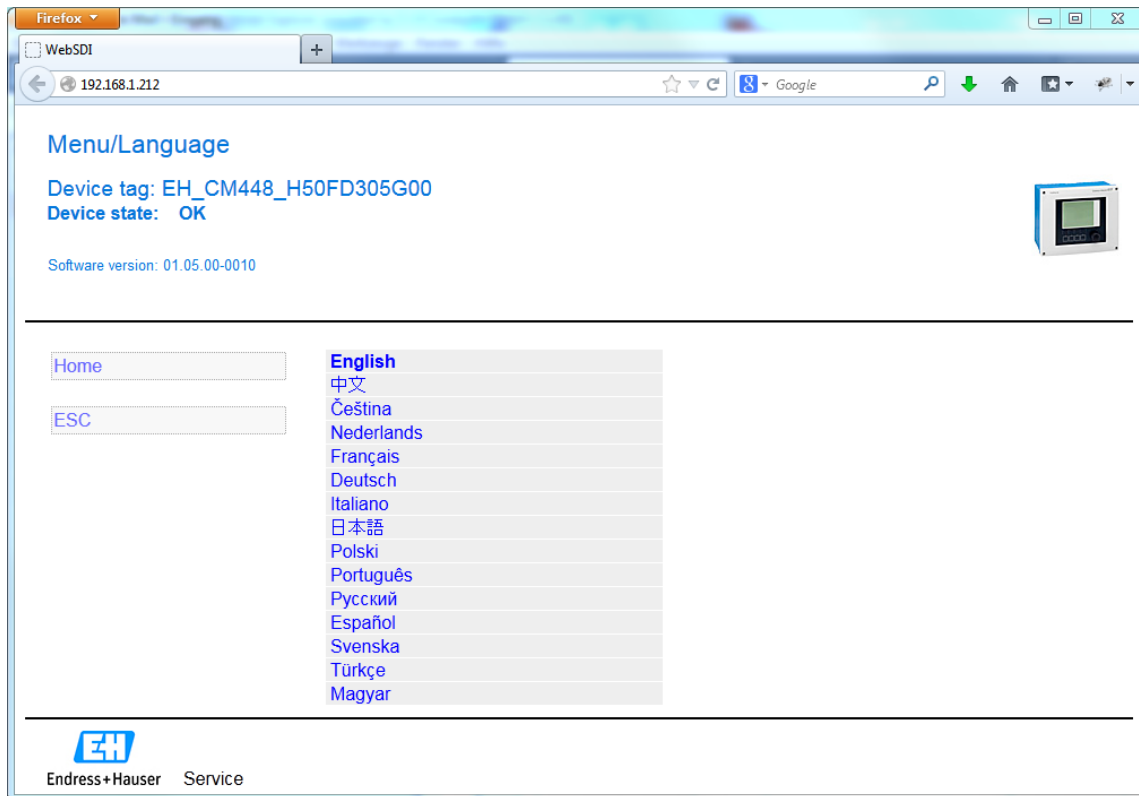 Firefox
WebSDI
192.168.1.212
Google
Menu/Language
Device tag: EH_CM448_H50FD305G00
Device state: OK
Software version: 01.05.00-0010
Home
ESC
English
中文
Čeština
Nederlands
Français
Deutsch
Italiano
日本語
Polski
Português
Русский
Español
Svenska
Türkçe
Magyar
EH
Endress+Hauser Service